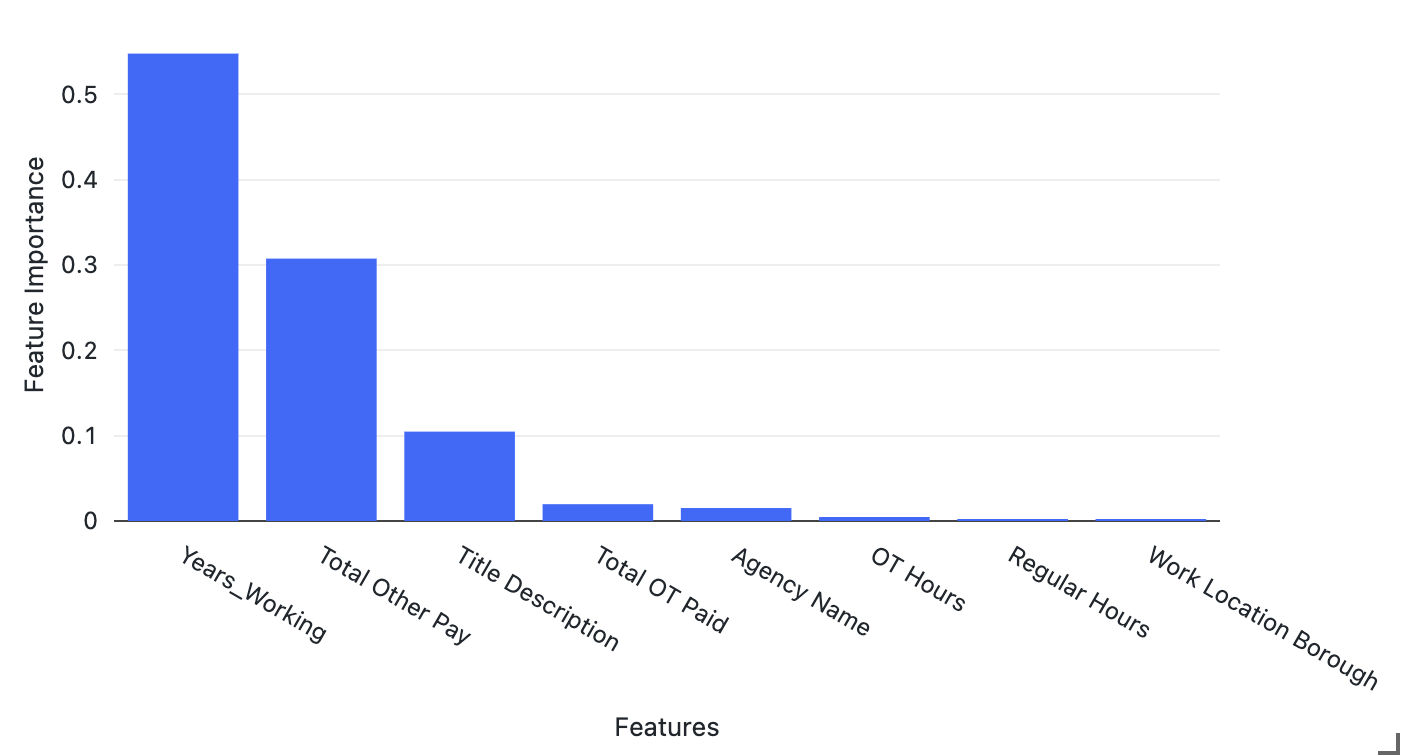 Feature Importance
0.5
0.4
0.3
0.2
0.1
0
Years_Working
Total Other Pay
Title Description
Total OT Paid
Agency Name
OT Hours
Regular Hours
Work Location Borough
Features